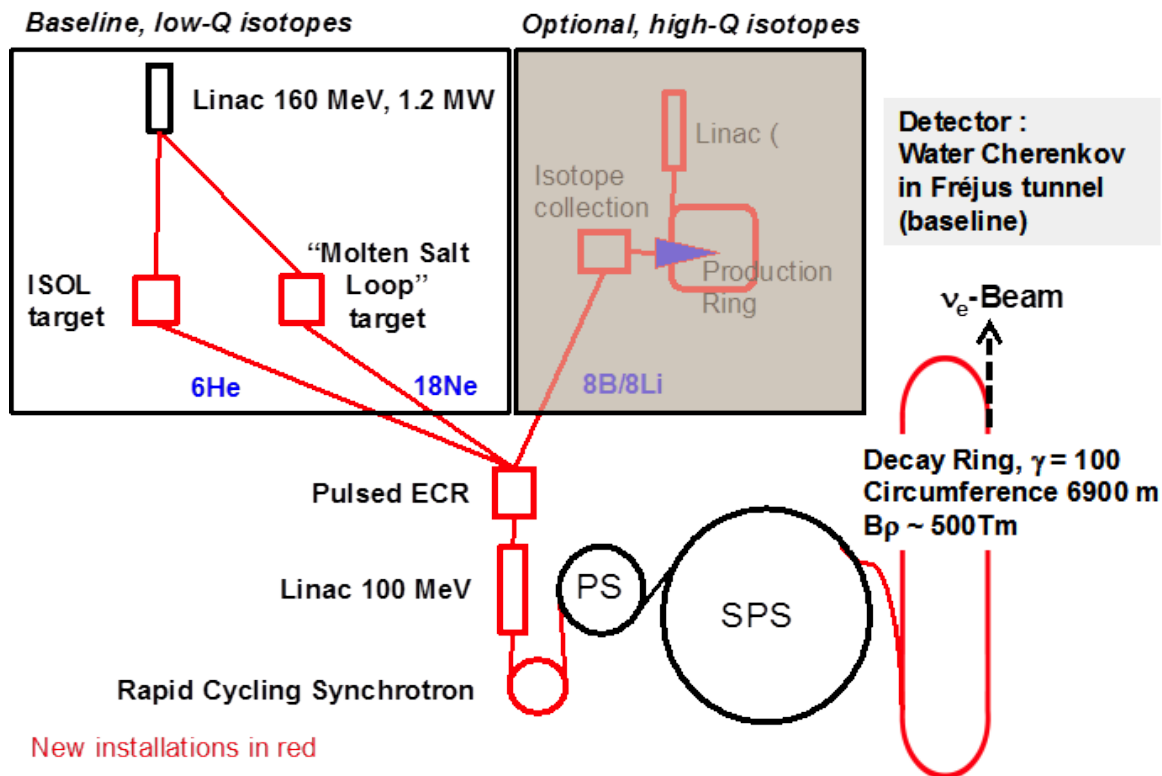 Baseline, low-Q isotopes
Optional, high-Q isotopes
Linac 160 MeV, 1.2 MW
ISOL
target
“Molten Salt
Loop”
target
6He
18Ne
Linac (
Isotope
collection
Production
Ring
8B/8Li
Detector :
Water Cherenkov
in Fréjus tunnel
(baseline)
νe-Beam
Decay Ring, γ = 100
Circumference 6900 m
Bρ ~ 500Tm
Pulsed ECR
Linac 100 MeV
PS
SPS
Rapid Cycling Synchrotron
New installations in red